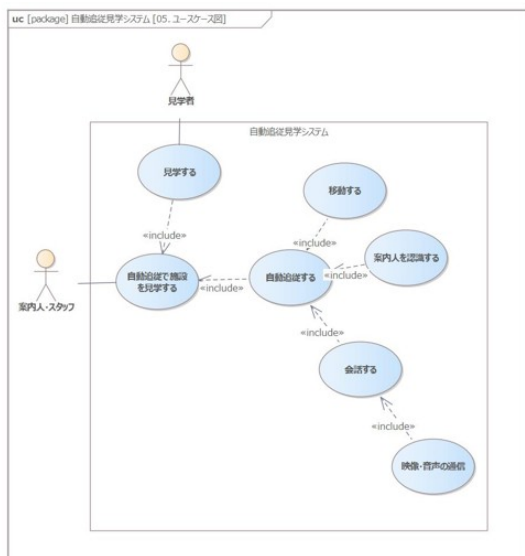 uc [package] 自動追従見学システム [05. ユースケース図]
見学者
自動追従見学システム
見学する
移動する
«include»
«include»
案内人を認識する
自動追従で施設
を見学する
«include»
自動追従する
«include»
案内人・スタッフ
«include»
会話する
«include»
映像・音声の通信